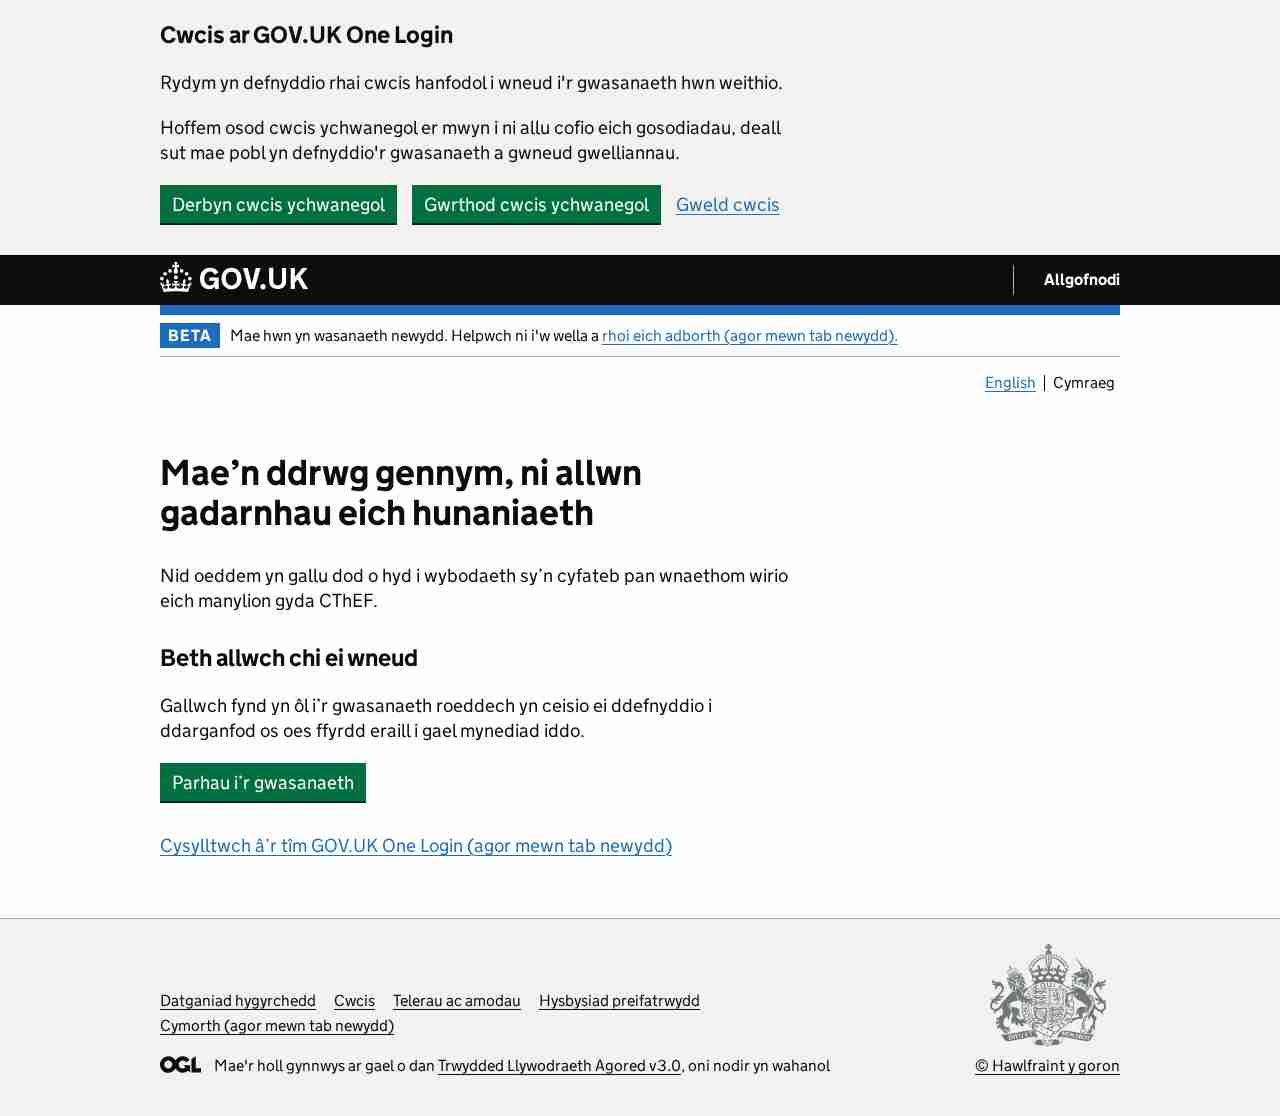 Cwcis ar GOV.UK One Login
Rydym yn defnyddio rhai cwcis hanfodol i wneud i'r gwasanaeth hwn weithio.
Hoffem osod cwcis ychwanegol er mwyn i ni allu cofio eich gosodiadau, deall
sut mae pobl yn defnyddio'r gwasanaeth a gwneud gwelliannau.
Derbyn cwcis ychwanegol Gwrthod cwcis ychwanegol Gweld cwcis
GOV.UK Allgofnodi
BETA Mae hwn yn wasanaeth newydd. Helpwch ni i'w wella a rhoi eich adborth (agor mewn tab newydd).
English Cymraeg
Mae’n ddrwg gennym, ni allwn
gadarnhau eich hunaniaeth
Nid oeddem yn gallu dod o hyd i wybodaeth sy’n cyfateb pan wnaethom wirio
eich manylion gyda CThEF.
Beth allwch chi ei wneud
Gallwch fynd yn ôl i’r gwasanaeth roeddech yn ceisio ei ddefnyddio i
ddarganfod os oes ffyrdd eraill i gael mynediad iddo.
Parhau i’r gwasanaeth
Cysylltwch â’r tîm GOV.UK One Login (agor mewn tab newydd)
Datganiad hygyrchedd Cwcis Telerau ac amodau Hysbysiad preifatrwydd
Cymorth (agor mewn tab newydd)
OGL Mae'r holl gynnwys ar gael o dan Trwydded Llywodraeth Agored v3.0, oni nodir yn wahanol
© Hawlfraint y goron